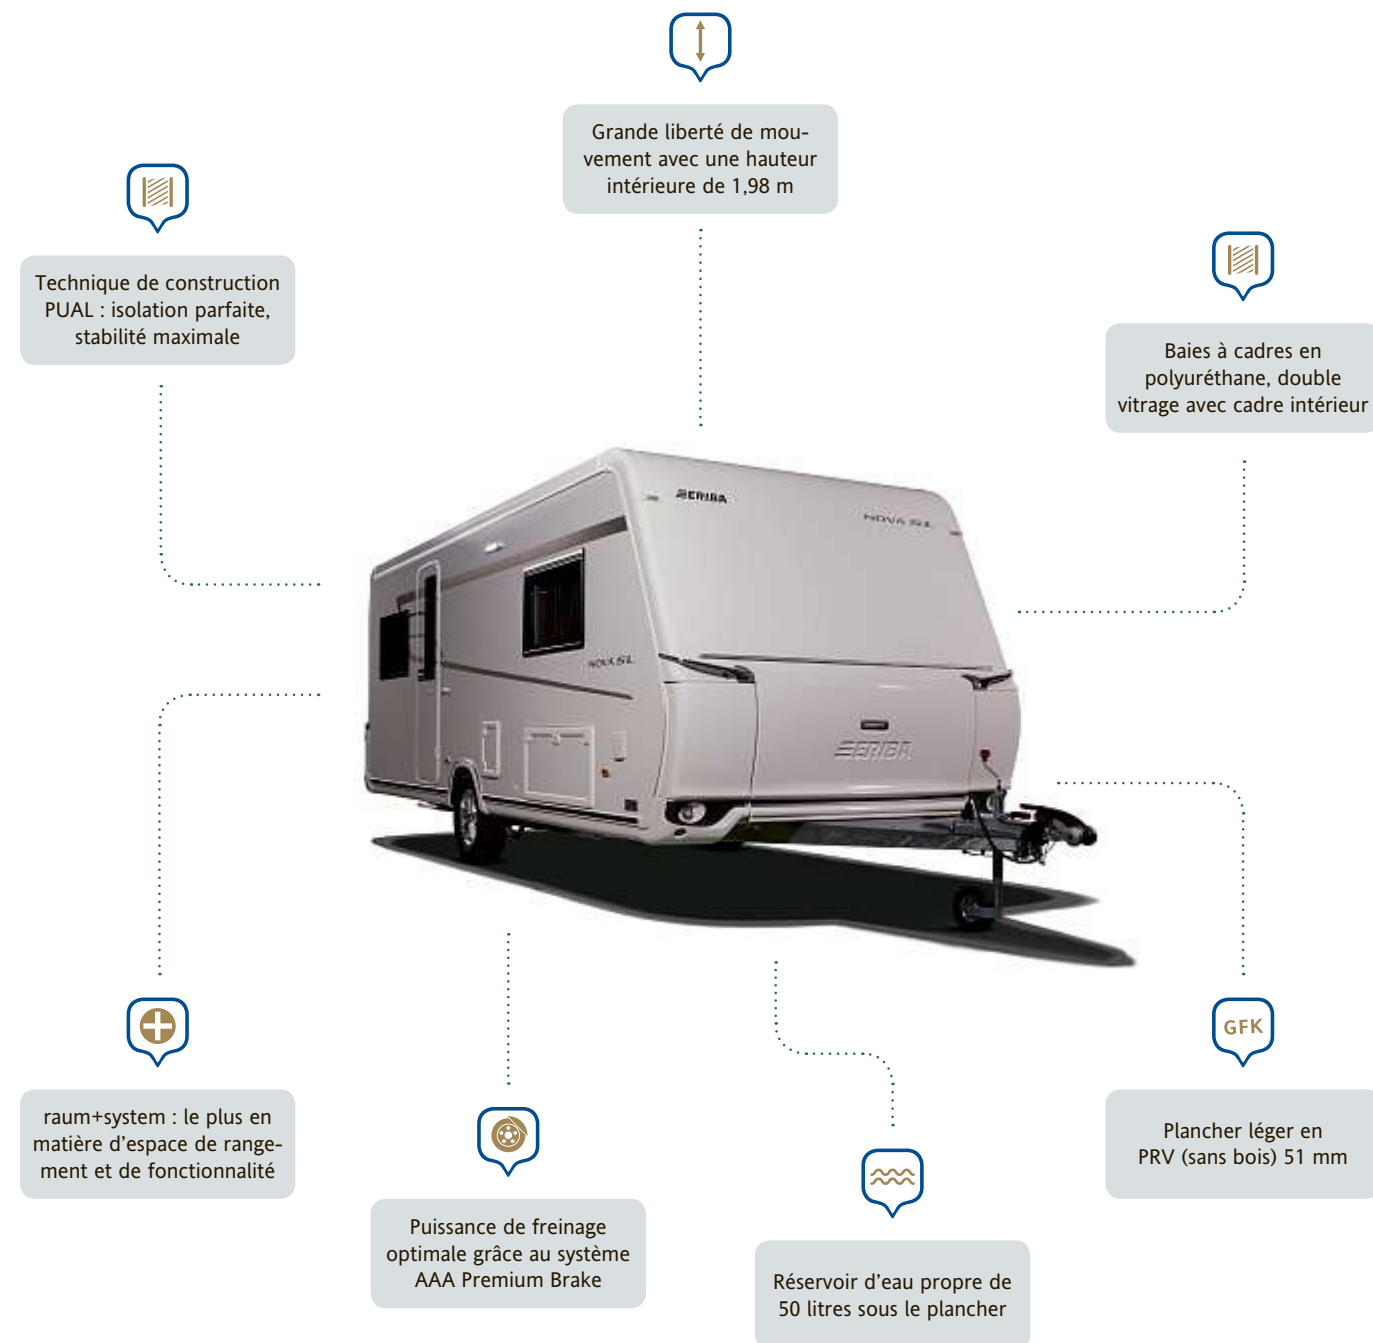 Grande liberté de mou-
vement avec une hauteur
intérieure de 1,98 m
Technique de construction
PUAL : isolation parfaite,
stabilité maximale
Baies à cadres en
polyuréthane, double
vitrage avec cadre intérieur
ERIBA
NOVA SL
NOVA SL
ERIBA
GFK
raum+system : le plus en
matière d'espace de range-
ment et de fonctionnalité
Plancher léger en
PRV (sans bois) 51 mm
Puissance de freinage
optimale grâce au système
AAA Premium Brake
Réservoir d'eau propre de
50 litres sous le plancher